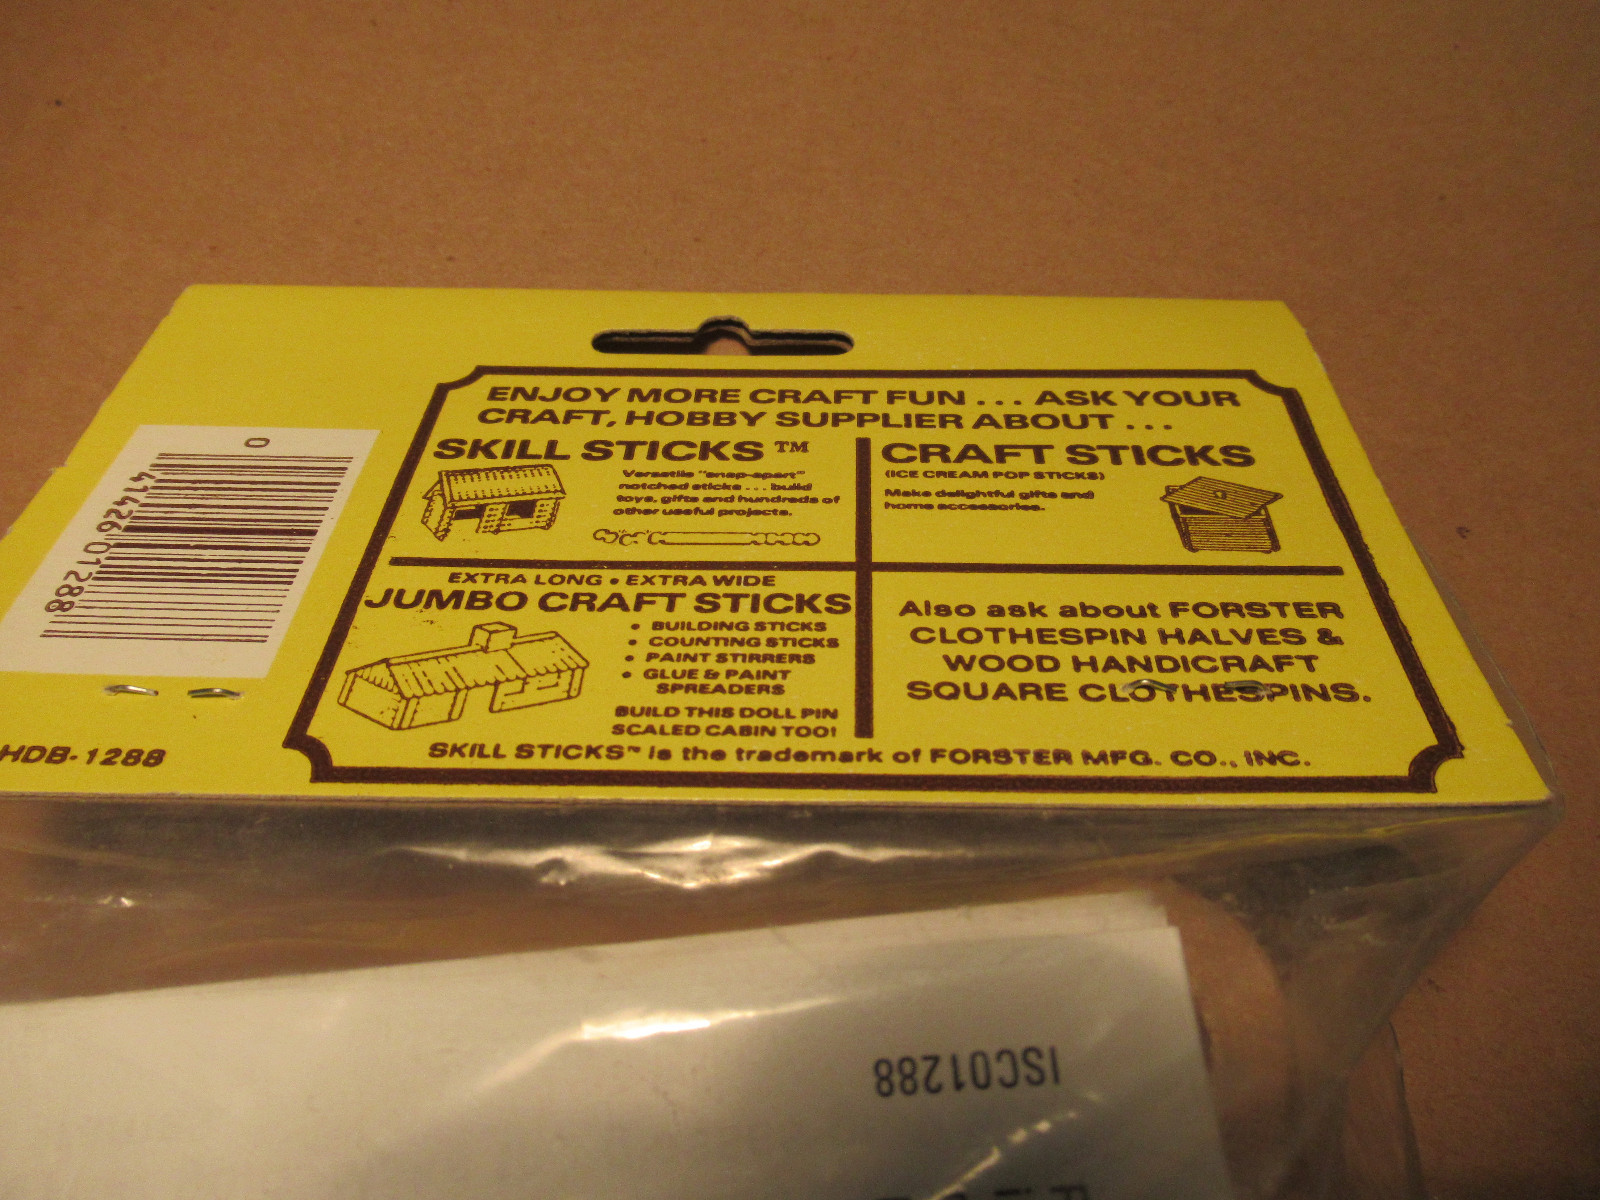 ENJOY MORE CRAFT FUN ... ASK YOUR
CRAFT, HOBBY SUPPLIER ABOUT ...
SKILL STICKS ™
Versatile "snap-apart"
notched sticks ... build
toys, gifts and hundreds of
other useful projects.
CRAFT STICKS
(ICE CREAM POP STICKS)
Make delightful gifts and
home accessories.
EXTRA LONG • EXTRA WIDE
JUMBO CRAFT STICKS
• BUILDING STICKS
• COUNTING STICKS
• PAINT STIRRERS
• GLUE & PAINT
SPREADERS
BUILD THIS DOLL PIN
SCALED CABIN TOO!
Also ask about FORSTER
CLOTHESPIN HALVES &
WOOD HANDICRAFT
SQUARE CLOTHESPINS.
SKILL STICKS™ is the trademark of FORSTER MFG. CO., INC.
0
41426 01288
HDB-1288
ISC01288